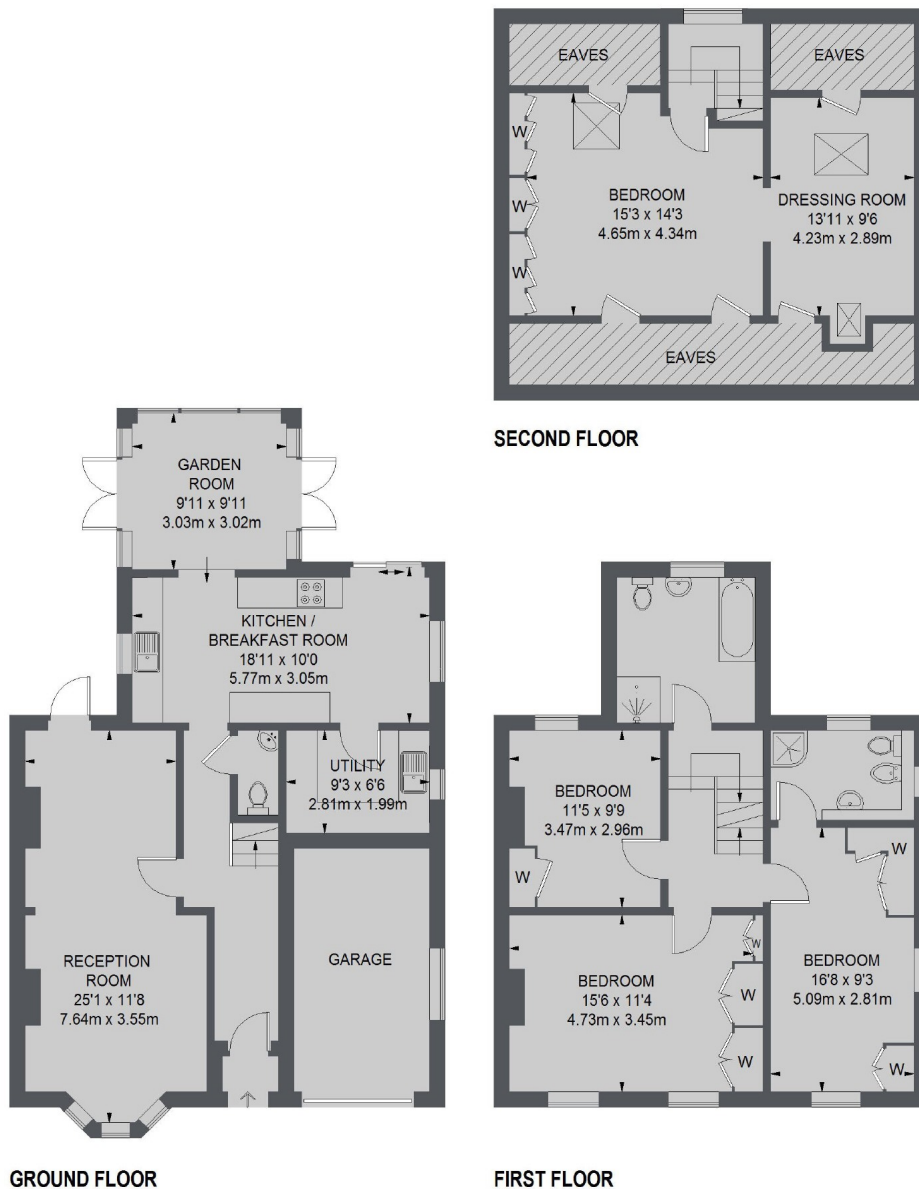 EAVES
EAVES
W
W
W
BEDROOM
15'3 x 14'3
4.65m x 4.34m
DRESSING ROOM
13'11 x 9'6
4.23m x 2.89m
EAVES
SECOND FLOOR
GARDEN
ROOM
9'11 x 9'11
3.03m x 3.02m
KITCHEN /
BREAKFAST ROOM
18'11 x 10'0
5.77m x 3.05m
UTILITY
9'3 x 6'6
2.81m x 1.99m
RECEPTION
ROOM
25'1 x 11'8
7.64m x 3.55m
GARAGE
GROUND FLOOR
BEDROOM
11'5 x 9'9
3.47m x 2.96m
W
W
BEDROOM
15'6 x 11'4
4.73m x 3.45m
W
W
W
BEDROOM
16'8 x 9'3
5.09m x 2.81m
W
FIRST FLOOR